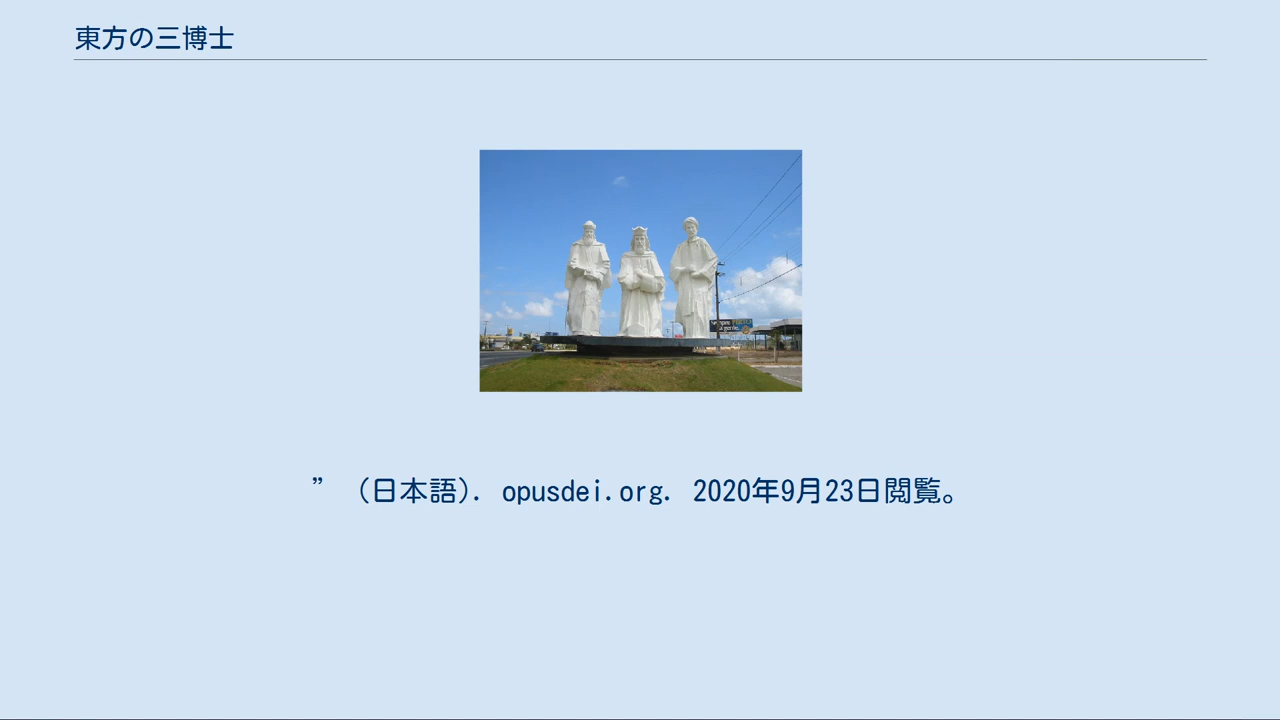 東方の三博士
” (日本語). opusdei.org. 2020年9月23日閲覧。